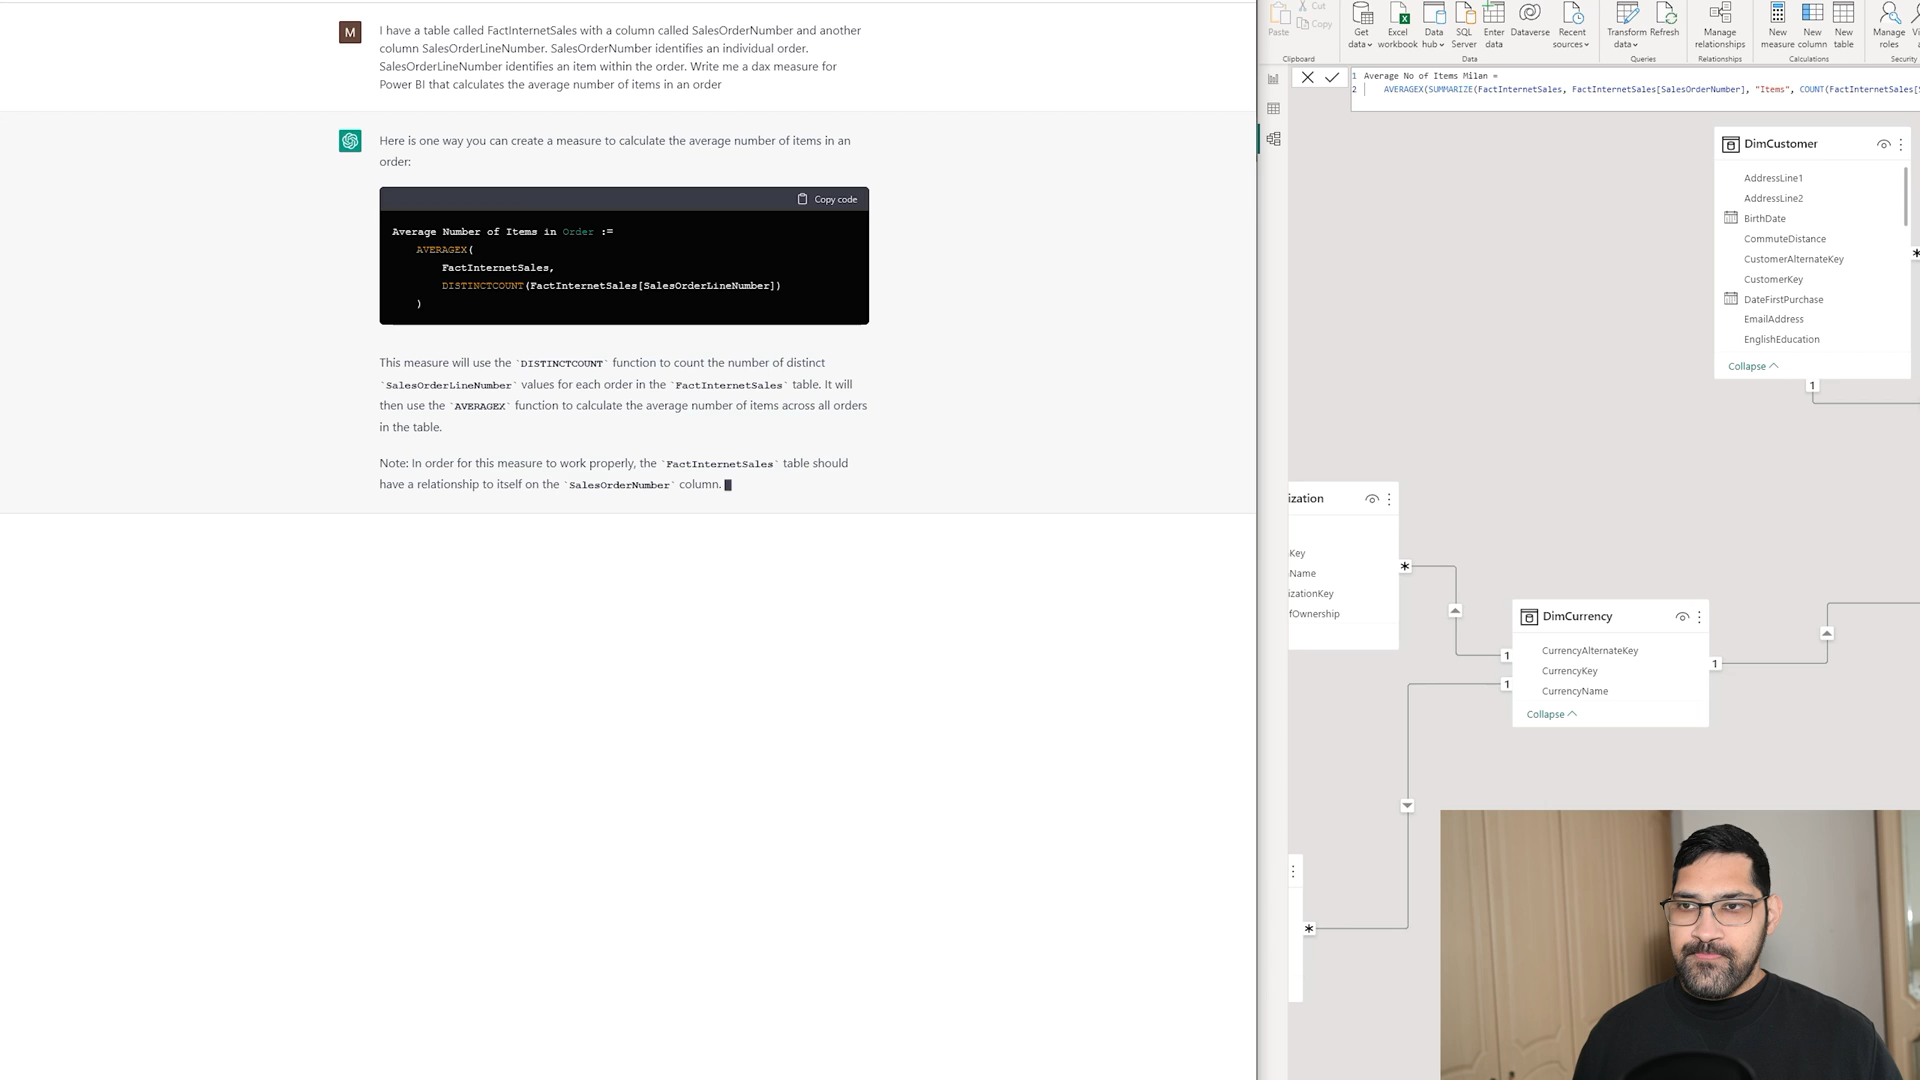 M
I have a table called FactInternetSales with a column called SalesOrderNumber and another
column SalesOrderLineNumber. SalesOrderNumber identifies an individual order.
SalesOrderLineNumber identifies an item within the order. Write me a dax measure for
Power BI that calculates the average number of items in an order
Here is one way you can create a measure to calculate the average number of items in an
order:
Copy code
Average Number of Items in Order :=
AVERAGEX(
FactInternetSales,
DISTINCTCOUNT(FactInternetSales[SalesOrderLineNumber])
)
This measure will use the `DISTINCTCOUNT` function to count the number of distinct
`SalesOrderLineNumber` values for each order in the `FactInternetSales` table. It will
then use the `AVERAGEX` function to calculate the average number of items across all orders
in the table.
Note: In order for this measure to work properly, the `FactInternetSales` table should
have a relationship to itself on the `SalesOrderNumber` column.
Paste
Cut
Copy
Clipboard
Get data
Excel workbook
Data hub
SQL Server
Enter data
Dataverse
Recent sources
Data
Transform data
Refresh
Queries
Manage relationships
Relationships
New measure
New column
New table
Calculations
Manage roles
Security
1 Average No of Items Milan =
2 AVERAGEX(SUMMARIZE(FactInternetSales, FactInternetSales[SalesOrderNumber], "Items", COUNT(FactInternetSales[S
DimCustomer
AddressLine1
AddressLine2
BirthDate
CommuteDistance
CustomerAlternateKey
CustomerKey
DateFirstPurchase
EmailAddress
EnglishEducation
Collapse
1
*
ization
Key
Name
izationKey
fOwnership
*
DimCurrency
CurrencyAlternateKey
CurrencyKey
CurrencyName
Collapse
1
1
1
*